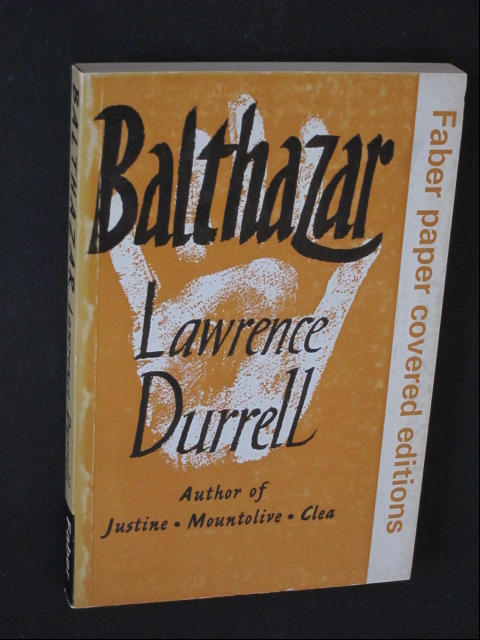 Balthazar
Lawrence
Durrell
Author of
Justine • Mountolive • Clea
Faber paper covered editions
BALTHAZAR Lawrence Durrell Faber